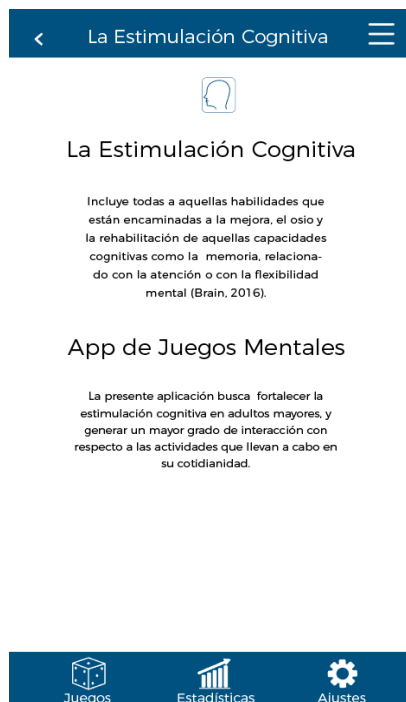 La Estimulación Cognitiva
La Estimulación Cognitiva
Incluye todas a aquellas habilidades que
están encaminadas a la mejora, el osio y
la rehabilitación de aquellas capacidades
cognitivas como la memoria, relaciona-
do con la atención o con la flexibilidad
mental (Brain, 2016).
App de Juegos Mentales
La presente aplicación busca fortalecer la
estimulación cognitiva en adultos mayores, y
generar un mayor grado de interacción con
respecto a las actividades que llevan a cabo en
su cotidianidad.
Juegos Estadísticas Ajustes